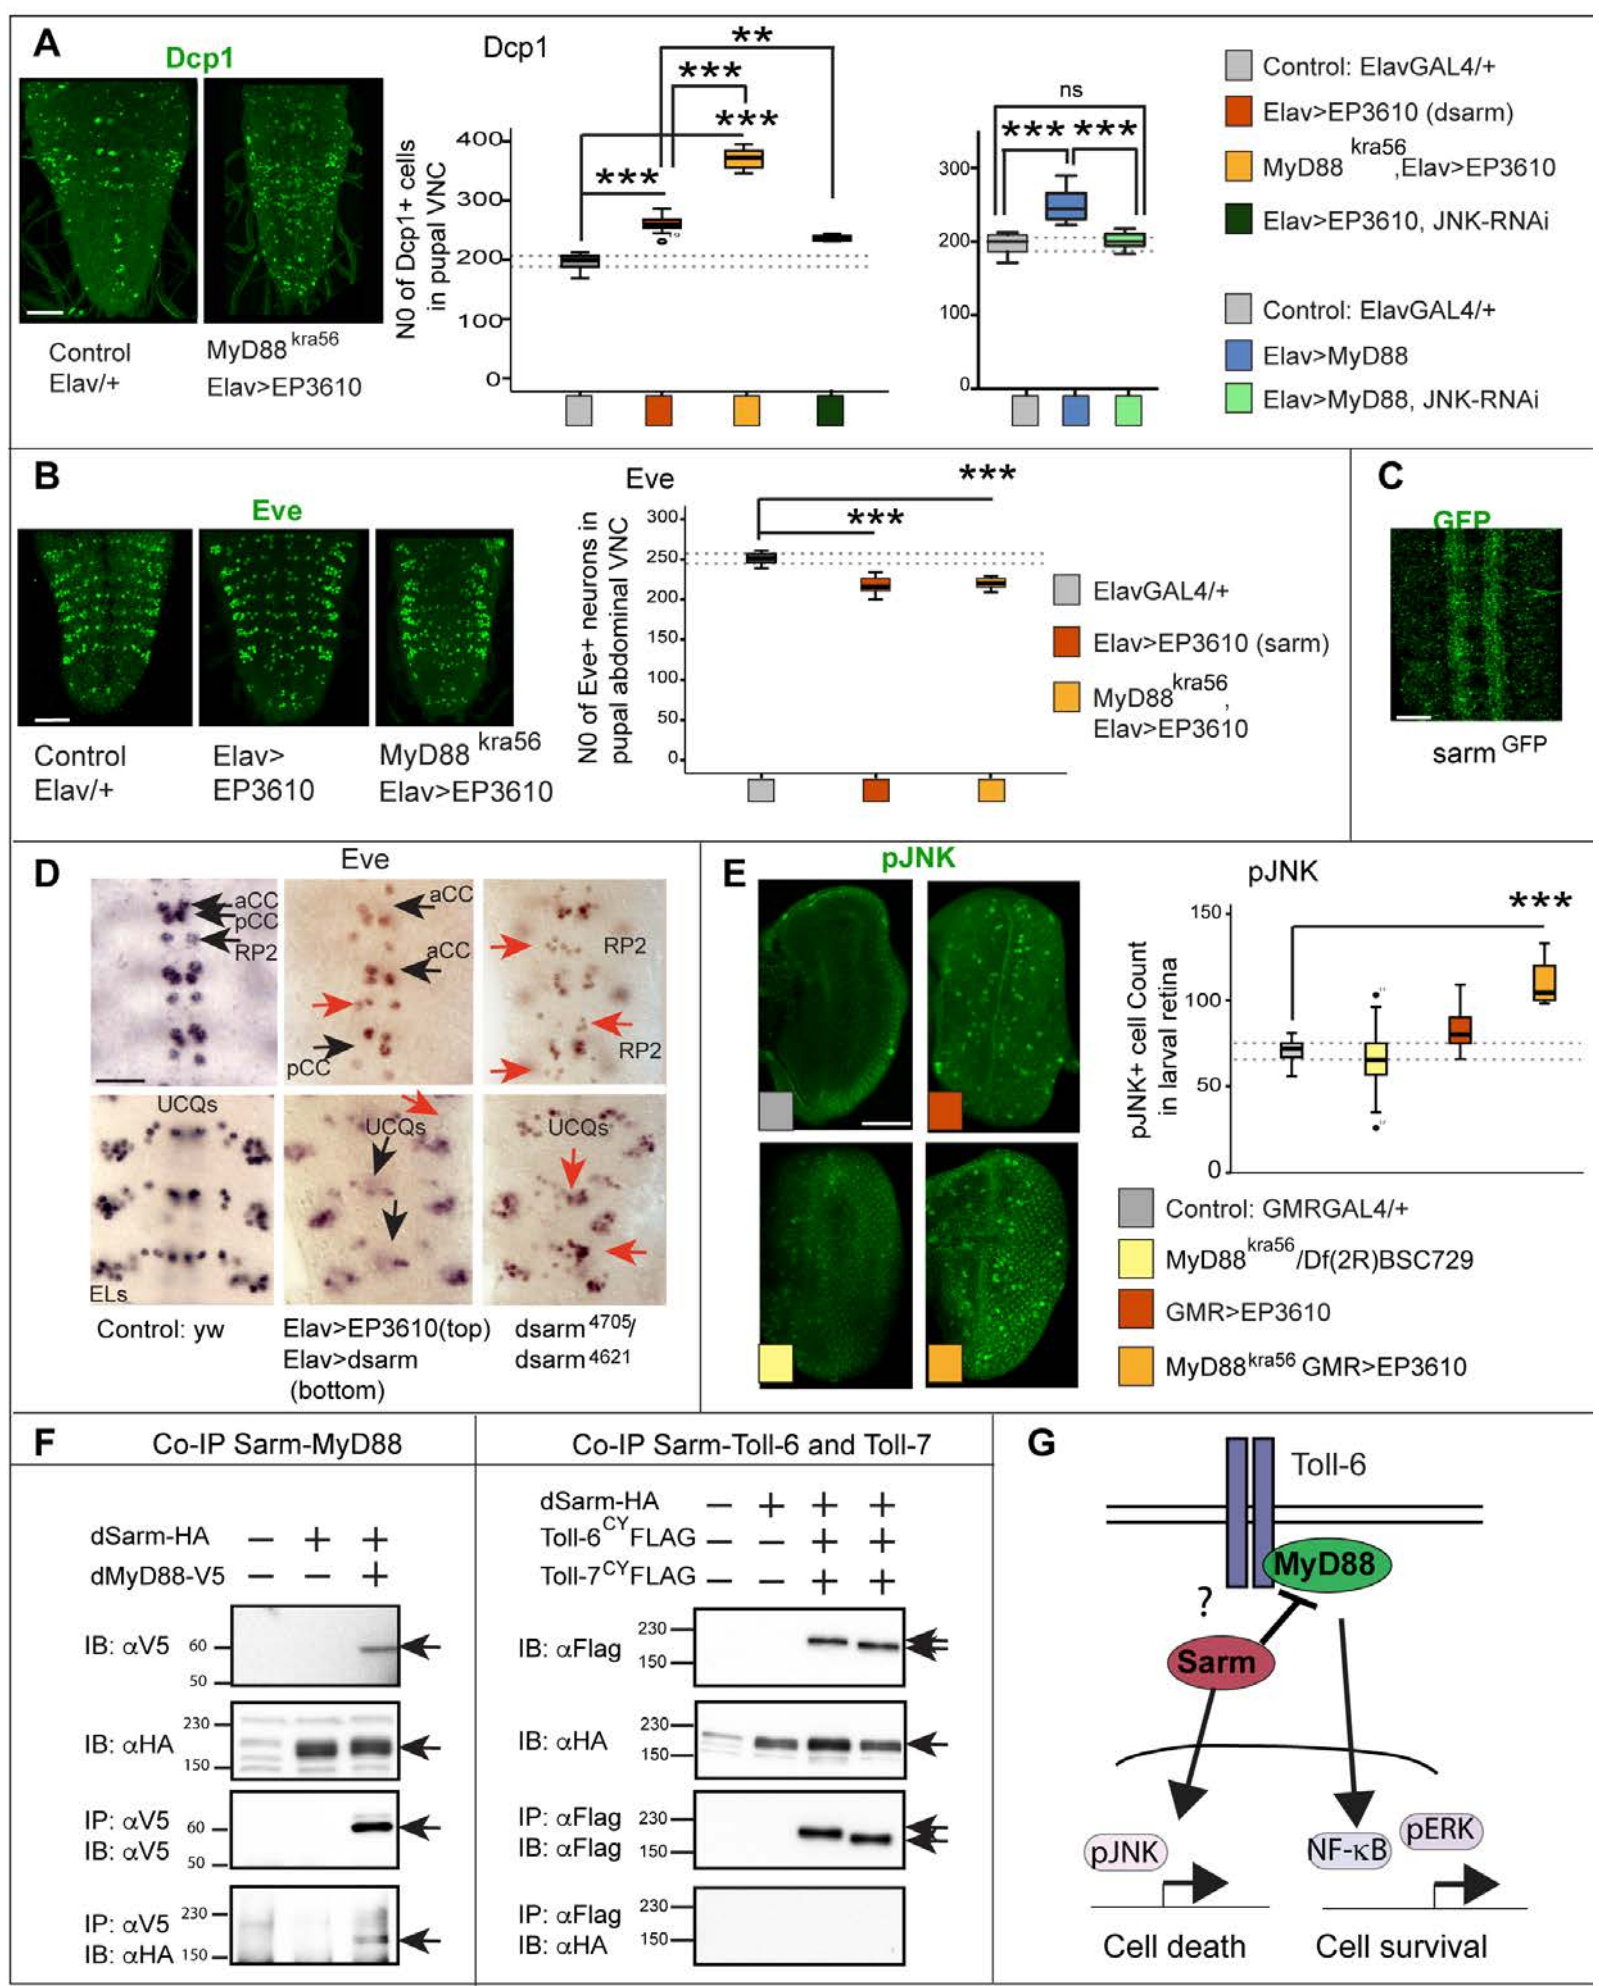 A
Dcp1
Control
Elav/+
MyD88 kra56
Elav>EP3610
Dcp1
N0 of Dcp1+ cells
in pupal VNC
400
300
200
100
0
***
***
***
**
300
200
100
0
ns
*** ***
Control: ElavGAL4/+
Elav>EP3610 (dsarm)
MyD88 kra56 ,Elav>EP3610
Elav>EP3610, JNK-RNAi
Control: ElavGAL4/+
Elav>MyD88
Elav>MyD88, JNK-RNAi
B
Eve
Control
Elav/+
Elav>
EP3610
MyD88 kra56
Elav>EP3610
Eve
N0 of Eve+ neurons in
pupal abdominal VNC
300
250
200
150
100
50
0
***
***
ElavGAL4/+
Elav>EP3610 (sarm)
MyD88 kra56 ,
Elav>EP3610
C
GFP
sarm GFP
D
Eve
aCC
pCC
RP2
aCC
aCC
pCC
RP2
RP2
UCQs
ELs
UCQs
UCQs
Control: yw
Elav>EP3610(top)
Elav>dsarm
(bottom)
dsarm 4705/
dsarm 4621
E
pJNK
pJNK
pJNK+ cell Count
in larval retina
150
100
50
0
***
Control: GMRGAL4/+
MyD88 kra56/Df(2R)BSC729
GMR>EP3610
MyD88 kra56 GMR>EP3610
F
Co-IP Sarm-MyD88
dSarm-HA − + +
dMyD88-V5 − − +
IB: αV5
60
50
IB: αHA
230
150
IP: αV5
IB: αV5
60
50
IP: αV5
IB: αHA
230
150
Co-IP Sarm-Toll-6 and Toll-7
dSarm-HA − + + +
Toll-6 CY FLAG − − + +
Toll-7 CY FLAG − − + +
IB: αFlag
230
150
IB: αHA
230
150
IP: αFlag
IB: αFlag
230
150
IP: αFlag
IB: αHA
230
150
G
Toll-6
MyD88
?
Sarm
pJNK
NF-κB
pERK
Cell death
Cell survival